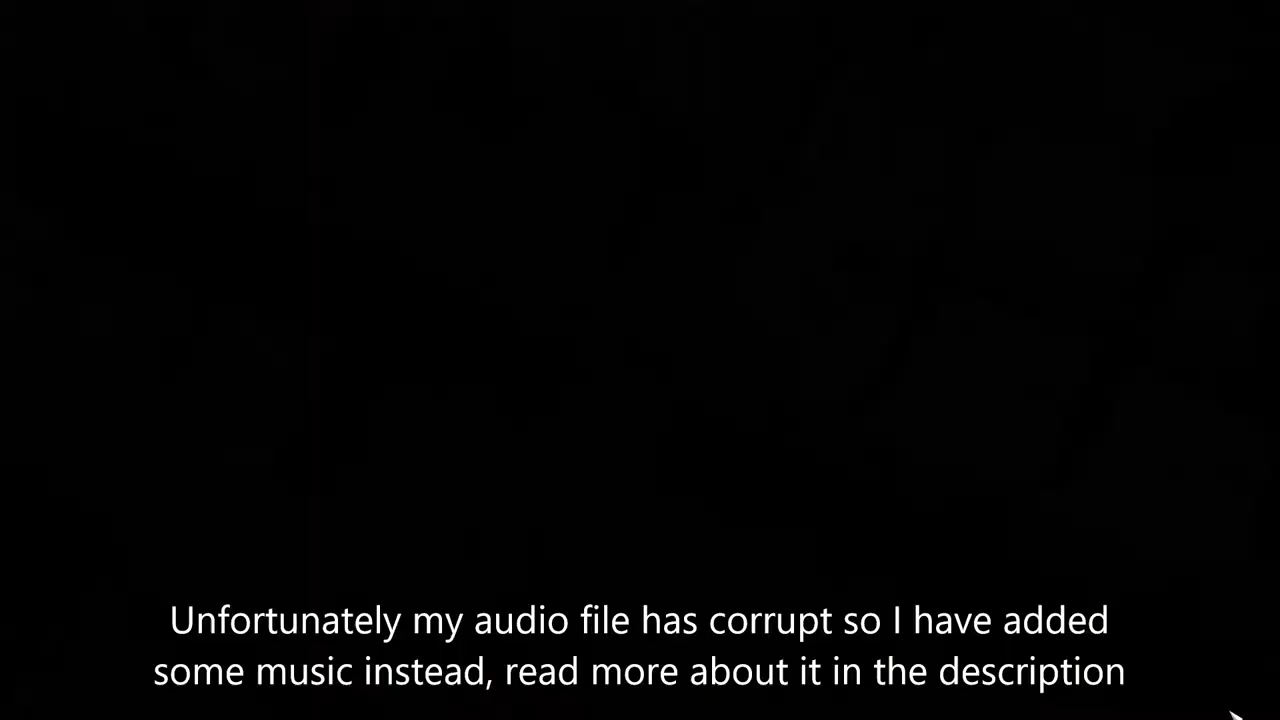 Unfortunately my audio file has corrupt so I have added
some music instead, read more about it in the description